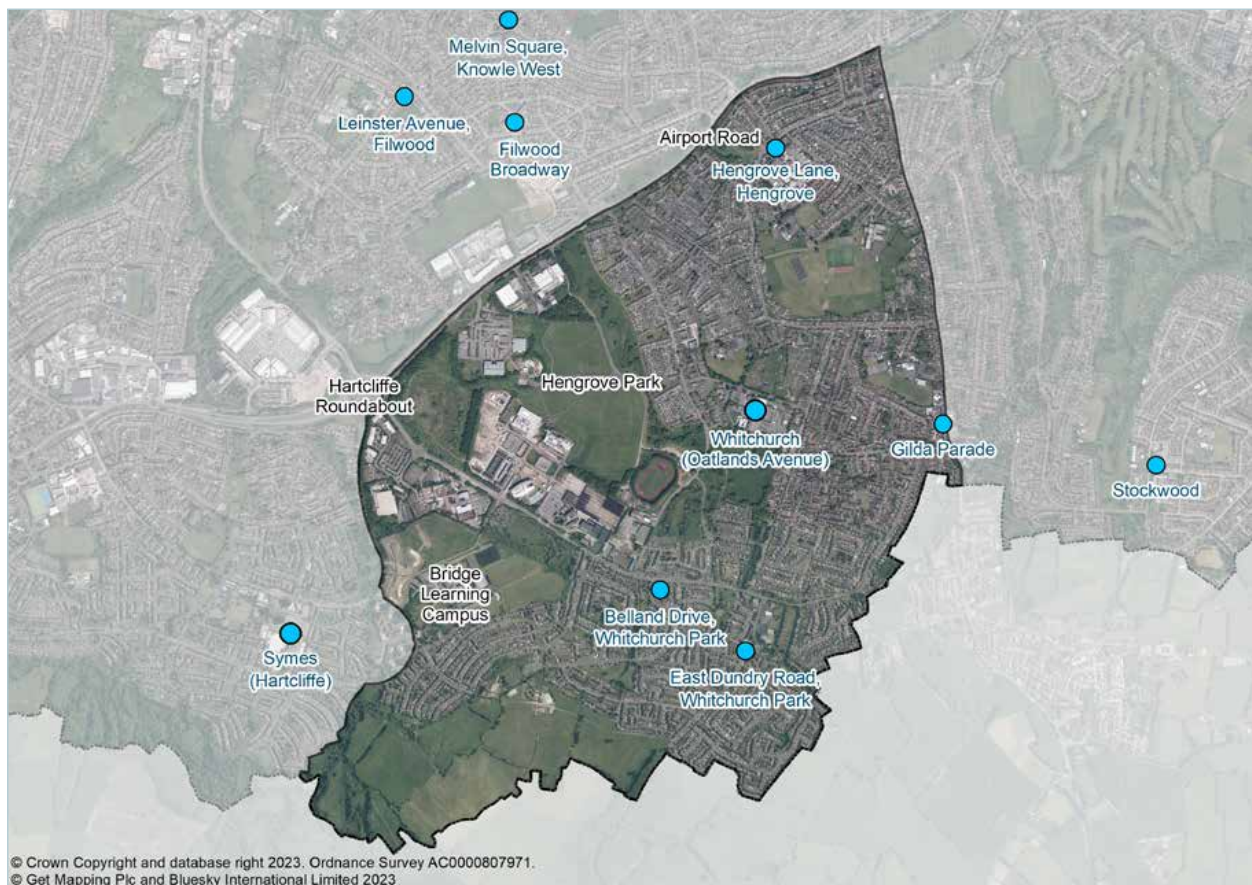 Melvin Square,
Knowle West
Leinster Avenue,
Filwood
Filwood
Broadway
Airport Road
Hengrove Lane,
Hengrove
Hartcliffe
Roundabout
Hengrove Park
Whitchurch
(Oatlands Avenue)
Gilda Parade
Stockwood
Bridge
Learning
Campus
Belland Drive,
Whitchurch Park
Symes
(Hartcliffe)
East Dundry Road,
Whitchurch Park
© Crown Copyright and database right 2023. Ordnance Survey AC0000807971.
© Get Mapping Plc and Bluesky International Limited 2023